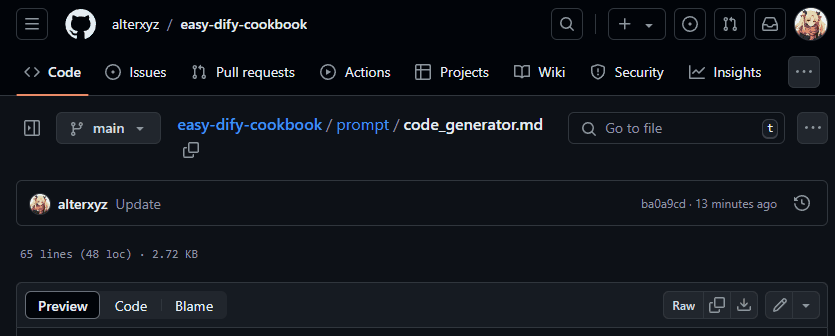 alterxyz / easy-dify-cookbook
Code Issues Pull requests Actions Projects Wiki Security Insights
main easy-dify-cookbook / prompt / code_generator.md Go to file t
alterxyz Update ba0a9cd · 13 minutes ago
65 lines (48 loc) · 2.72 KB
Preview Code Blame Raw